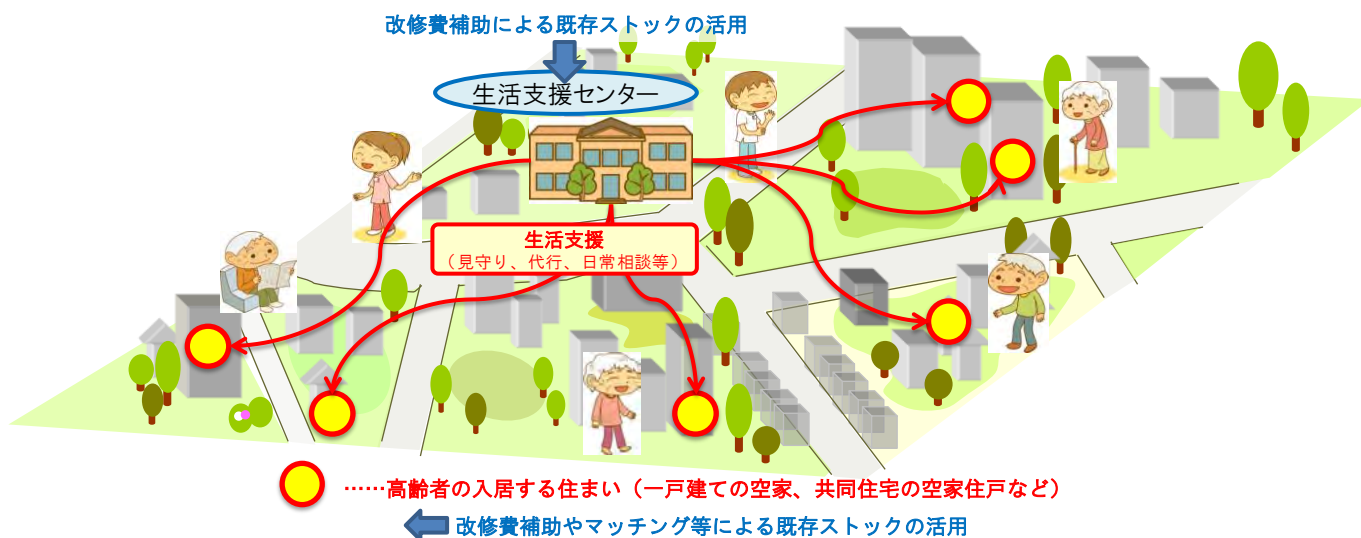 改修費補助による既存ストックの活用
生活支援センター
生活支援
（見守り、代行、日常相談等）
……高齢者の入居する住まい（一戸建ての空家、共同住宅の空家住戸など）
改修費補助やマッチング等による既存ストックの活用